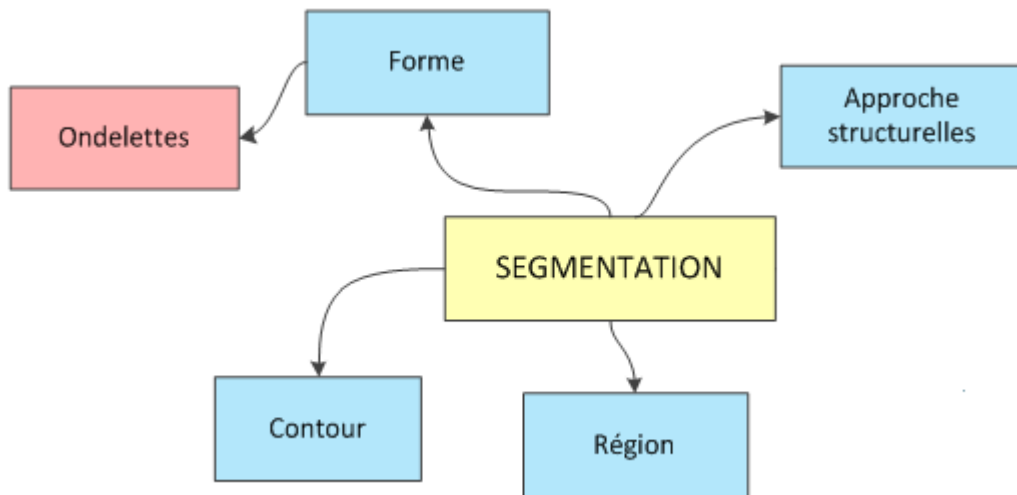 Forme
Approche
structurelles
Ondelettes
SEGMENTATION
Contour
Région